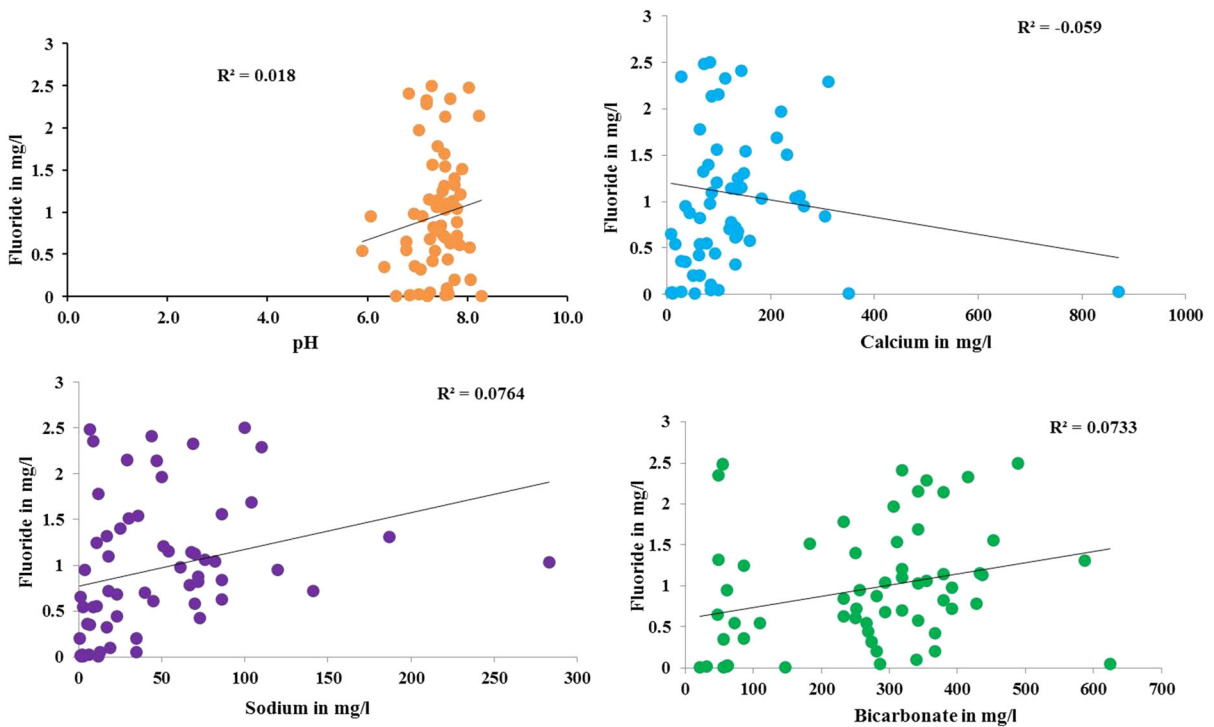 R² = 0.018
Fluoride in mg/l
3
2.5
2
1.5
1
0.5
0
0.0 2.0 4.0 6.0 8.0 10.0
pH
R² = -0.059
Fluoride in mg/l
3
2.5
2
1.5
1
0.5
0
0 200 400 600 800 1000
Calcium in mg/l
R² = 0.0764
Fluoride in mg/l
3
2.5
2
1.5
1
0.5
0
0 50 100 150 200 250 300
Sodium in mg/l
R² = 0.0733
Fluoride in mg/l
3
2.5
2
1.5
1
0.5
0
0 100 200 300 400 500 600 700
Bicarbonate in mg/l